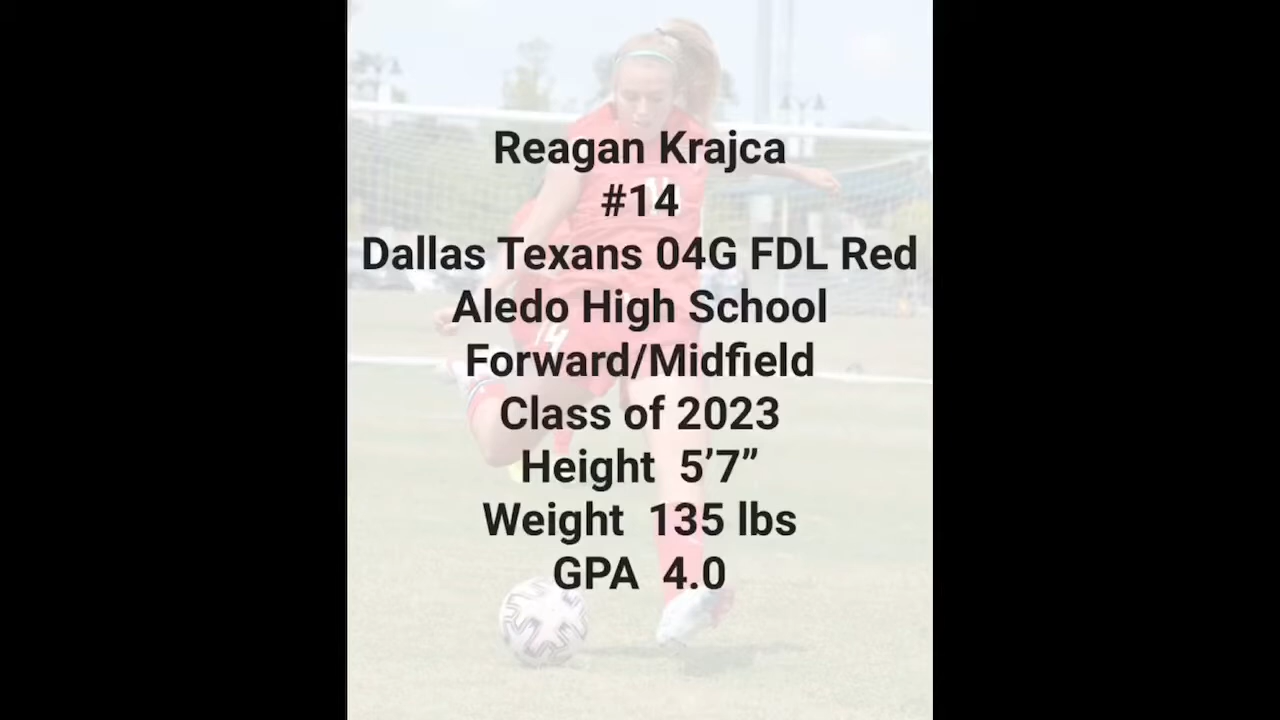 Reagan Krajca
#14
Dallas Texans 04G FDL Red
Aledo High School
Forward/Midfield
Class of 2023
Height  5’7”
Weight  135 lbs
GPA  4.0